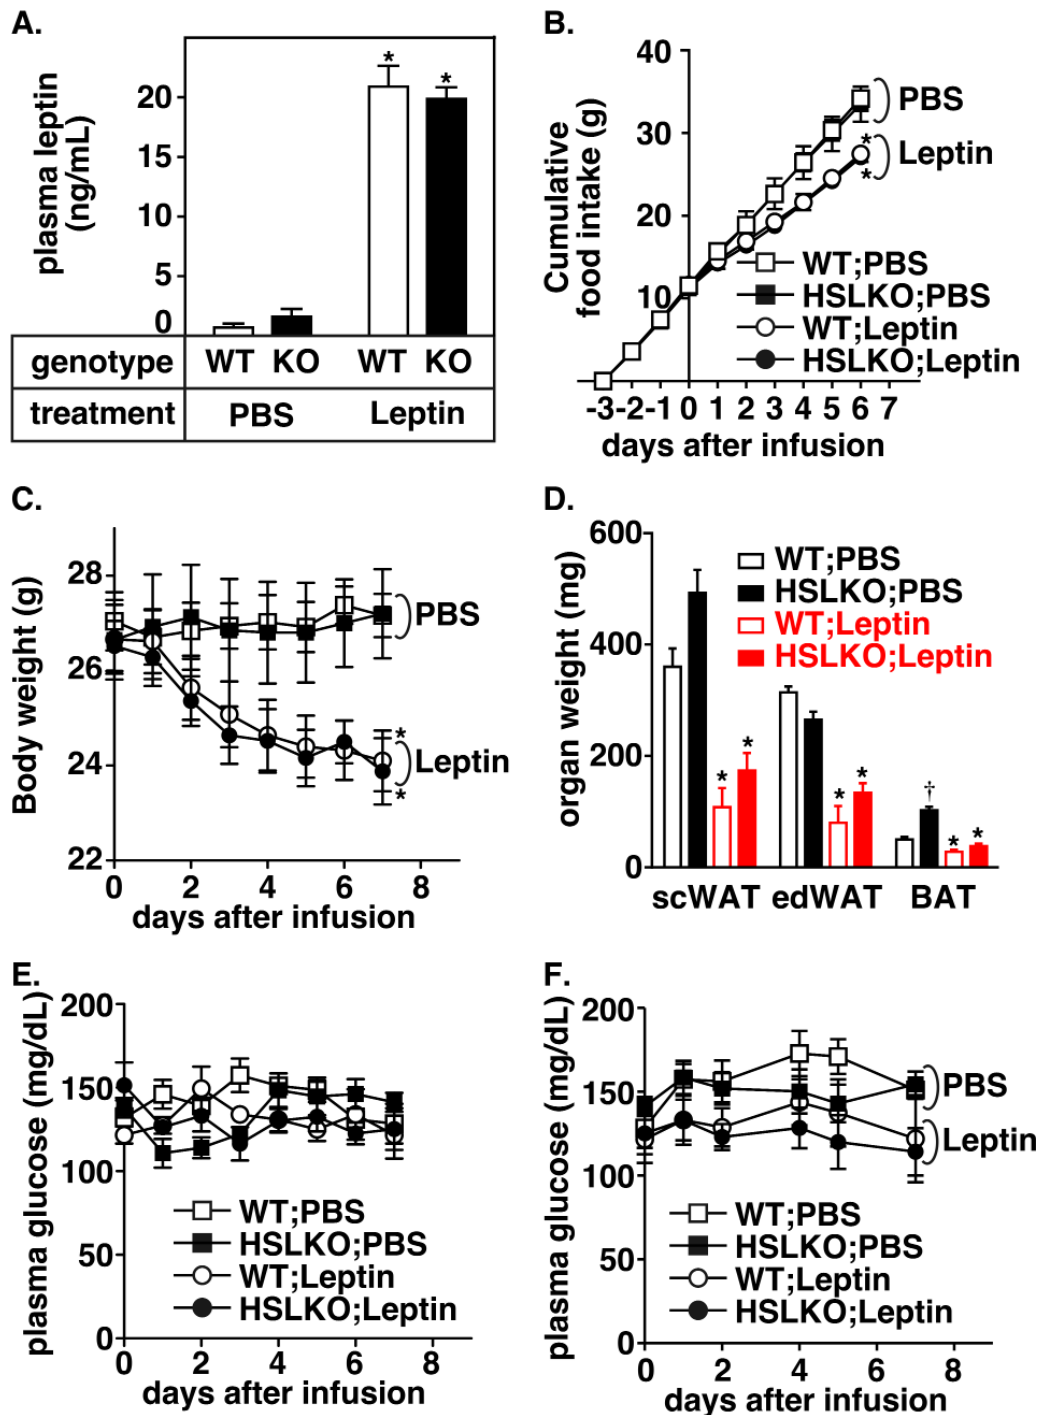 A.
plasma leptin
(ng/mL)
20
15
10
5
0
*
*
genotype WT KO WT KO
treatment PBS Leptin
B.
Cumulative
food intake (g)
40
30
20
10
PBS
*
Leptin
*
WT;PBS
HSLKO;PBS
WT;Leptin
HSLKO;Leptin
-3 -2 -1 0 1 2 3 4 5 6 7
days after infusion
C.
Body weight (g)
28
26
24
22
PBS
*
Leptin
*
0 2 4 6 8
days after infusion
D.
organ weight (mg)
600
400
200
0
WT;PBS
HSLKO;PBS
WT;Leptin
HSLKO;Leptin
* * * * † * *
scWAT edWAT BAT
E.
plasma glucose (mg/dL)
200
150
100
50
0
WT;PBS
HSLKO;PBS
WT;Leptin
HSLKO;Leptin
0 2 4 6 8
days after infusion
F.
plasma glucose (mg/dL)
200
150
100
50
0
PBS
Leptin
WT;PBS
HSLKO;PBS
WT;Leptin
HSLKO;Leptin
0 2 4 6 8
days after infusion